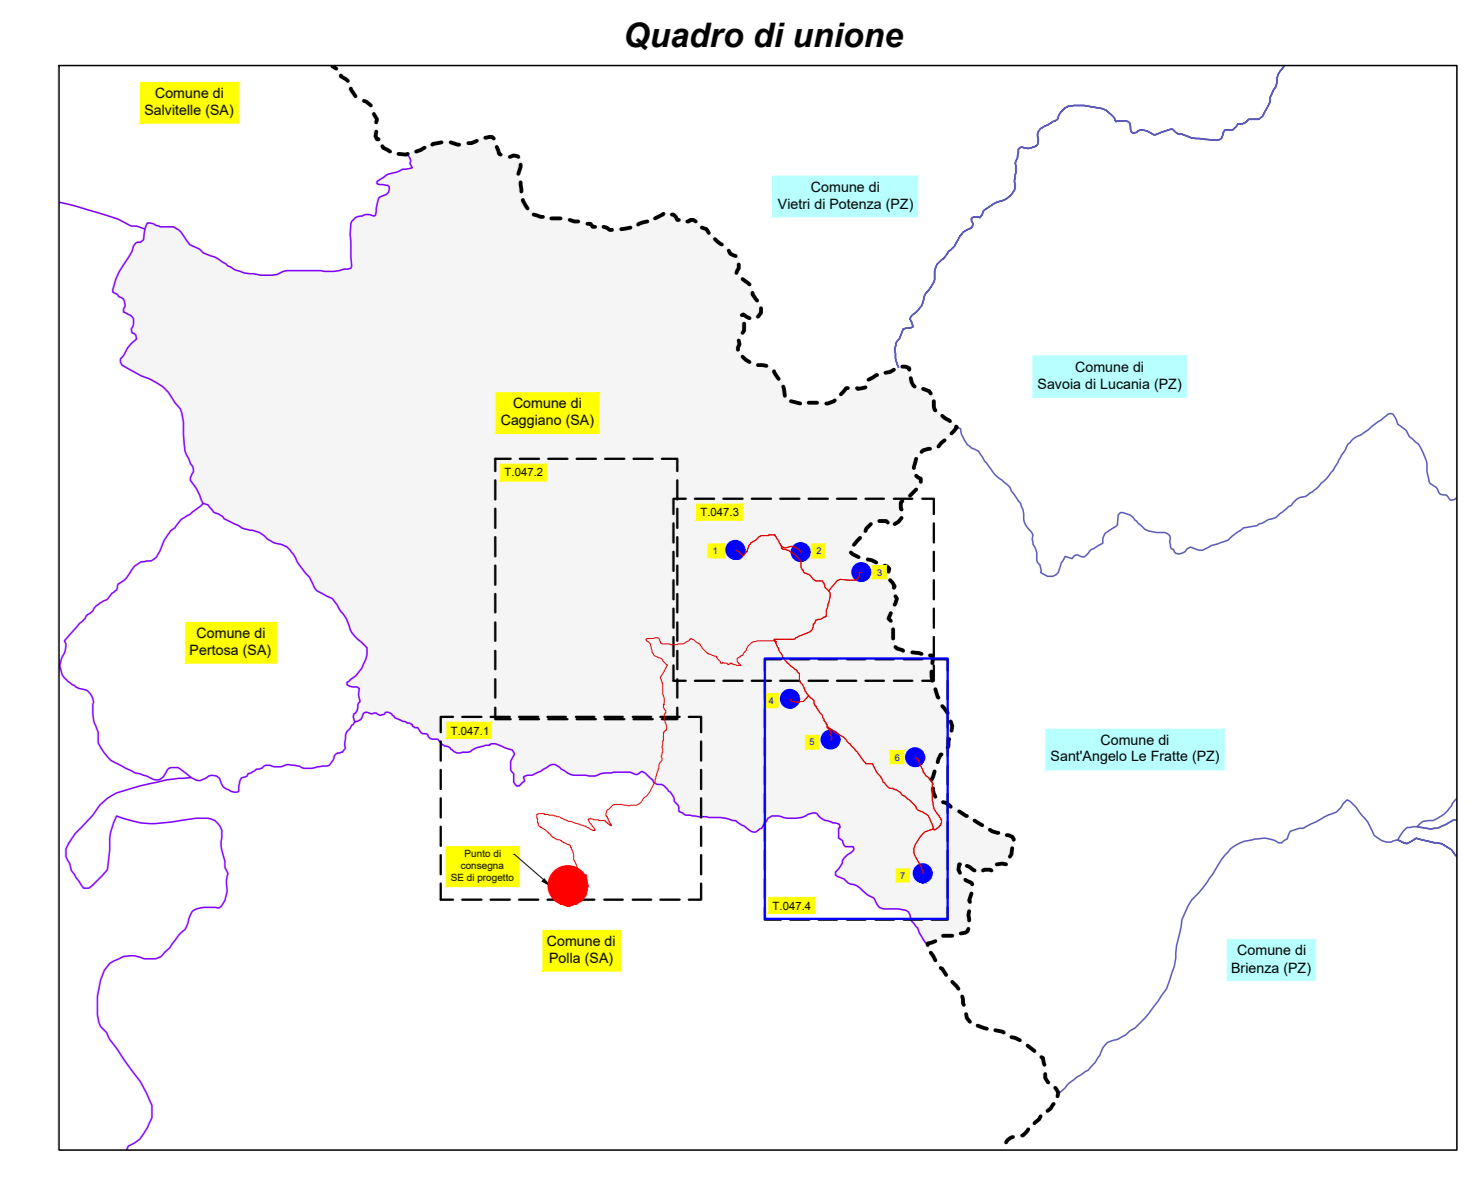 Quadro di unione
Comune di
Salvitelle (SA)
Comune di
Vietri di Potenza (PZ)
Comune di
Savoia di Lucania (PZ)
Comune di
Caggiano (SA)
T.047.2
T.047.3
1
2
3
Comune di
Pertosa (SA)
4
T.047.1
5
6
Comune di
Sant'Angelo Le Fratte (PZ)
Punto di
consegna
SE di progetto
7
T.047.4
Comune di
Polla (SA)
Comune di
Brienza (PZ)